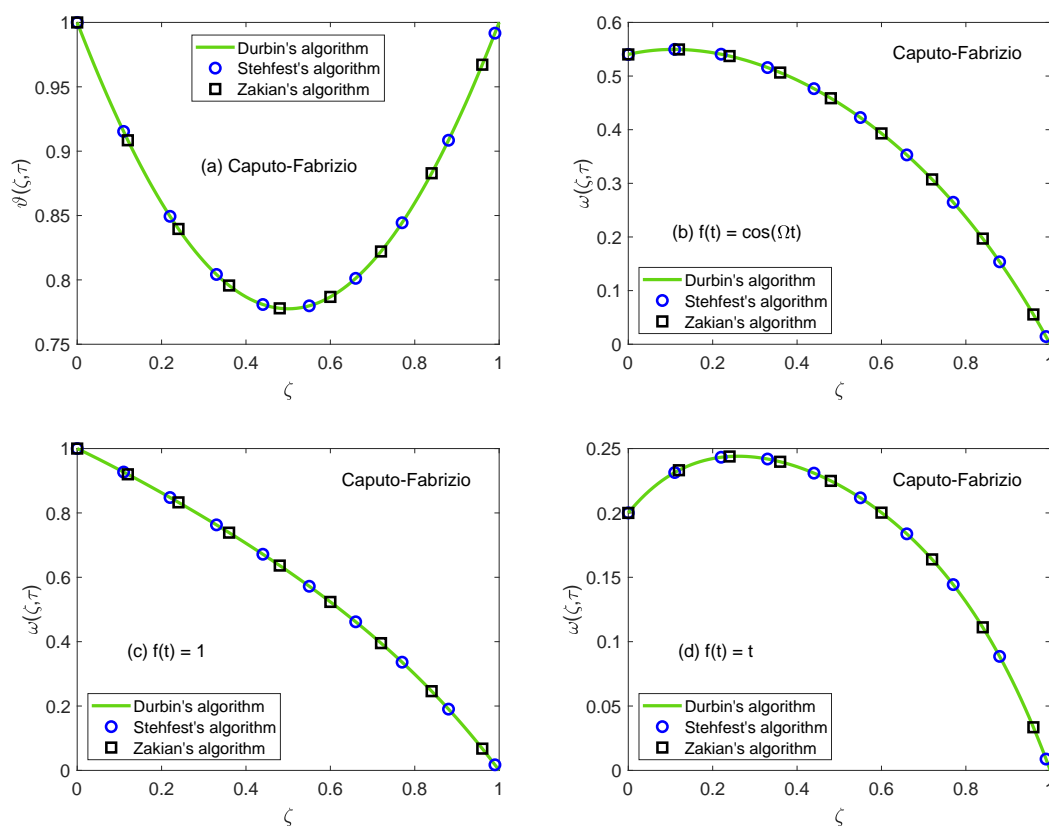 1
0.95
0.9
0.85
0.8
0.75
ϑ(ζ,τ)
Durbin's algorithm
Stehfest's algorithm
Zakian's algorithm
(a) Caputo-Fabrizio
0 0.2 0.4 0.6 0.8 1
ζ
0.6
0.5
0.4
0.3
0.2
0.1
0
ω(ζ,τ)
Caputo-Fabrizio
(b) f(t) = cos(Ωt)
Durbin's algorithm
Stehfest's algorithm
Zakian's algorithm
0 0.2 0.4 0.6 0.8 1
ζ
1
0.8
0.6
0.4
0.2
0
ω(ζ,τ)
Caputo-Fabrizio
(c) f(t) = 1
Durbin's algorithm
Stehfest's algorithm
Zakian's algorithm
0 0.2 0.4 0.6 0.8 1
ζ
0.25
0.2
0.15
0.1
0.05
0
ω(ζ,τ)
Caputo-Fabrizio
(d) f(t) = t
Durbin's algorithm
Stehfest's algorithm
Zakian's algorithm
0 0.2 0.4 0.6 0.8 1
ζ